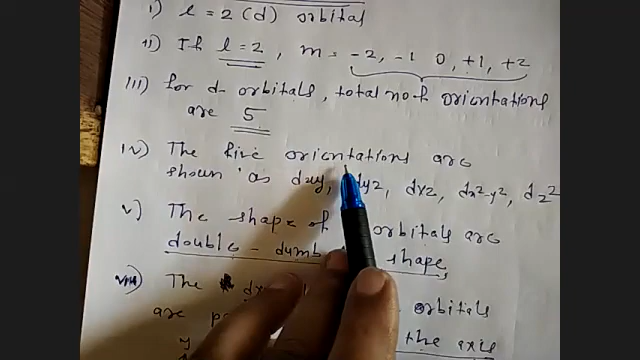 i) l = 2 (d) orbital
ii) If l = 2, m = -2, -1 0, +1, +2
iii) for d- orbitals, total no of orientations
are 5
iv) The five orientations are
shown as dxy, dyz, dxz, dx²-y², dz²
v) The shape of orbitals are
double - dumb shape,
The orbitals
are the axis